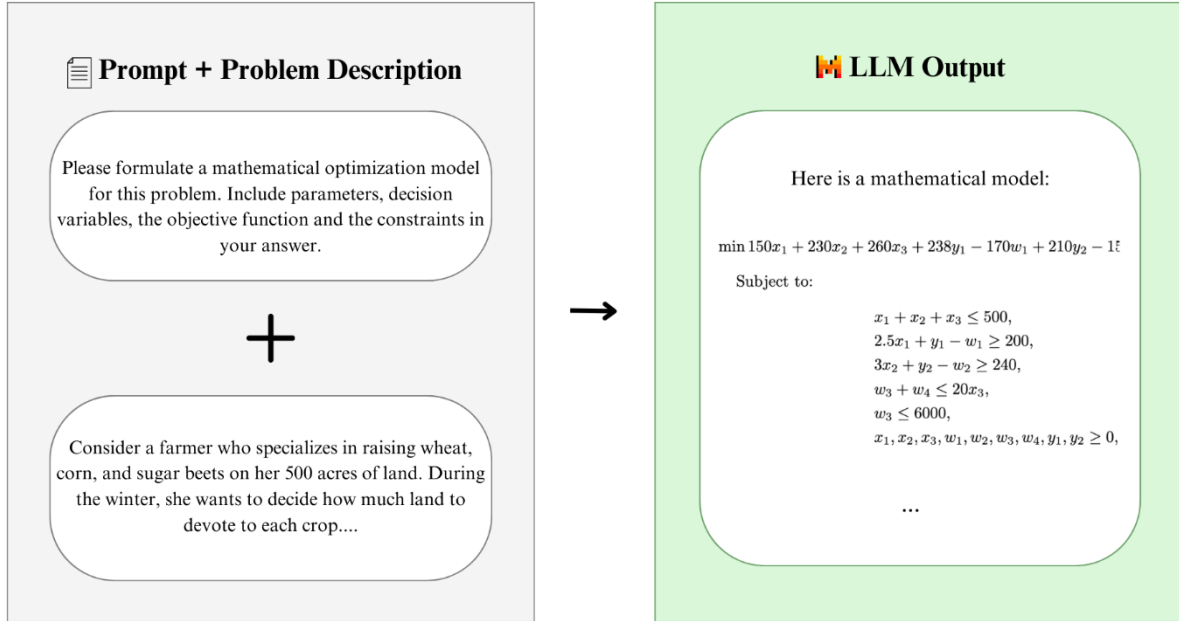 Prompt + Problem Description
Please formulate a mathematical optimization model
for this problem. Include parameters, decision
variables, the objective function and the constraints in
your answer.
+
Consider a farmer who specializes in raising wheat,
corn, and sugar beets on her 500 acres of land. During
the winter, she wants to decide how much land to
devote to each crop....
→
LLM Output
Here is a mathematical model:
min 150x₁ + 230x₂ + 260x₃ + 238y₁ − 170w₁ + 210y₂ − 15
Subject to:
x₁ + x₂ + x₃ ≤ 500,
2.5x₁ + y₁ − w₁ ≥ 200,
3x₂ + y₂ − w₂ ≥ 240,
w₃ + w₄ ≤ 20x₃,
w₃ ≤ 6000,
x₁, x₂, x₃, w₁, w₂, w₃, w₄, y₁, y₂ ≥ 0,
...